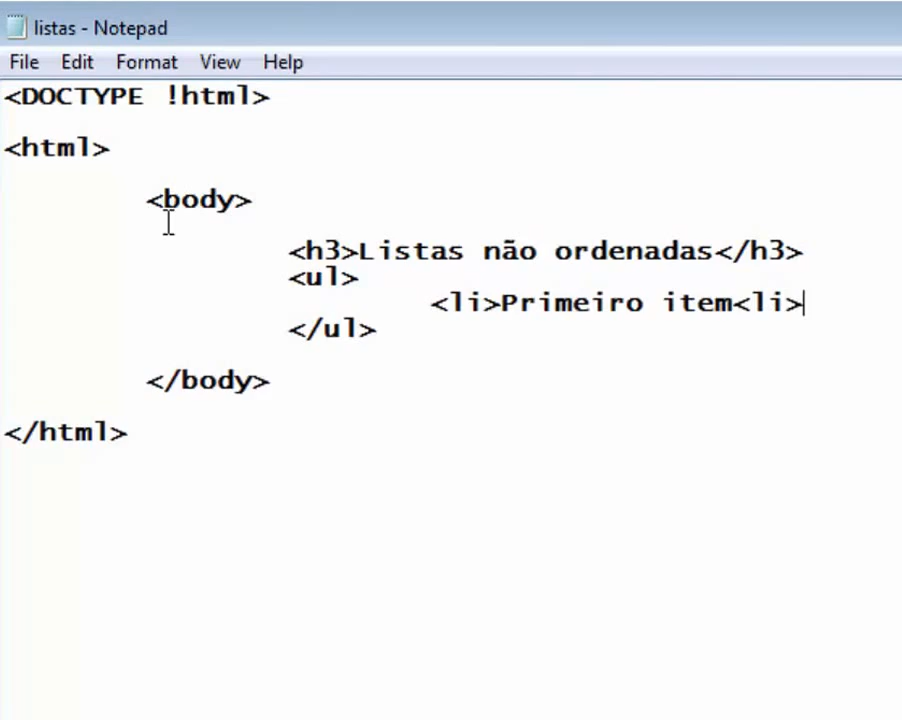 listas - Notepad
File Edit Format View Help
<DOCTYPE !html>
<html>
<body>
<h3>Listas não ordenadas</h3>
<ul>
<li>Primeiro item<li>
</ul>
</body>
</html>